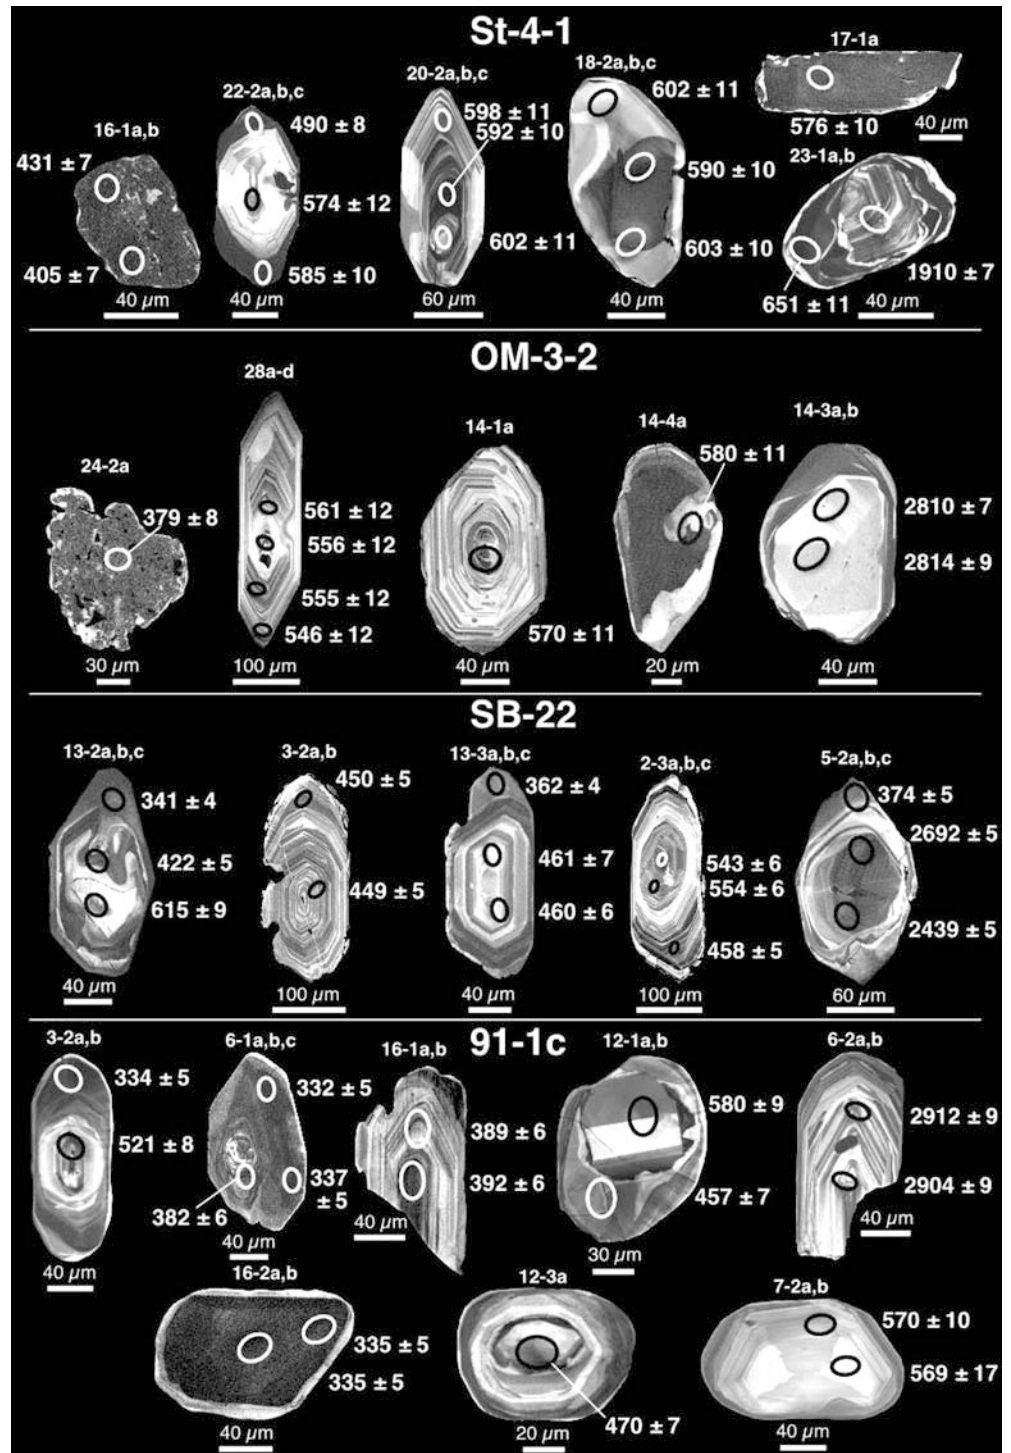 St-4-1
16-1a,b
431 ± 7
405 ± 7
40 µm
22-2a,b,c
490 ± 8
574 ± 12
585 ± 10
40 µm
20-2a,b,c
598 ± 11
592 ± 10
602 ± 11
60 µm
18-2a,b,c
602 ± 11
590 ± 10
603 ± 10
40 µm
17-1a
576 ± 10
40 µm
23-1a,b
1910 ± 7
651 ± 11
40 µm
OM-3-2
24-2a
379 ± 8
30 µm
28a-d
561 ± 12
556 ± 12
555 ± 12
546 ± 12
100 µm
14-1a
570 ± 11
40 µm
14-4a
580 ± 11
20 µm
14-3a,b
2810 ± 7
2814 ± 9
40 µm
SB-22
13-2a,b,c
341 ± 4
422 ± 5
615 ± 9
40 µm
3-2a,b
450 ± 5
449 ± 5
100 µm
13-3a,b,c
362 ± 4
461 ± 7
460 ± 6
40 µm
2-3a,b,c
543 ± 6
554 ± 6
458 ± 5
100 µm
5-2a,b,c
374 ± 5
2692 ± 5
2439 ± 5
60 µm
91-1c
3-2a,b
334 ± 5
521 ± 8
40 µm
6-1a,b,c
332 ± 5
337
± 5
382 ± 6
40 µm
16-1a,b
389 ± 6
392 ± 6
40 µm
12-1a,b
580 ± 9
457 ± 7
30 µm
6-2a,b
2912 ± 9
2904 ± 9
40 µm
16-2a,b
335 ± 5
335 ± 5
40 µm
12-3a
470 ± 7
20 µm
7-2a,b
570 ± 10
569 ± 17
40 µm